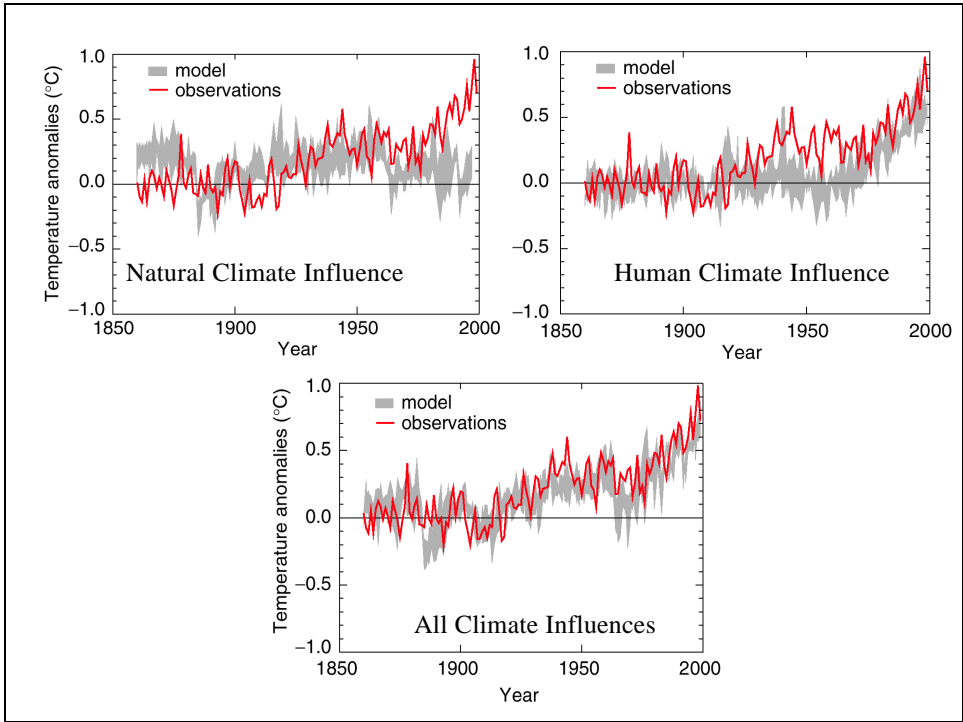 1.0
model
observations
0.5
0.0
−0.5
−1.0
Temperature anomalies (°C)
Natural Climate Influence
1850
1900
1950
2000
Year
1.0
model
observations
0.5
0.0
−0.5
−1.0
Human Climate Influence
1850
1900
1950
2000
Year
1.0
model
observations
0.5
0.0
−0.5
−1.0
Temperature anomalies (°C)
All Climate Influences
1850
1900
1950
2000
Year